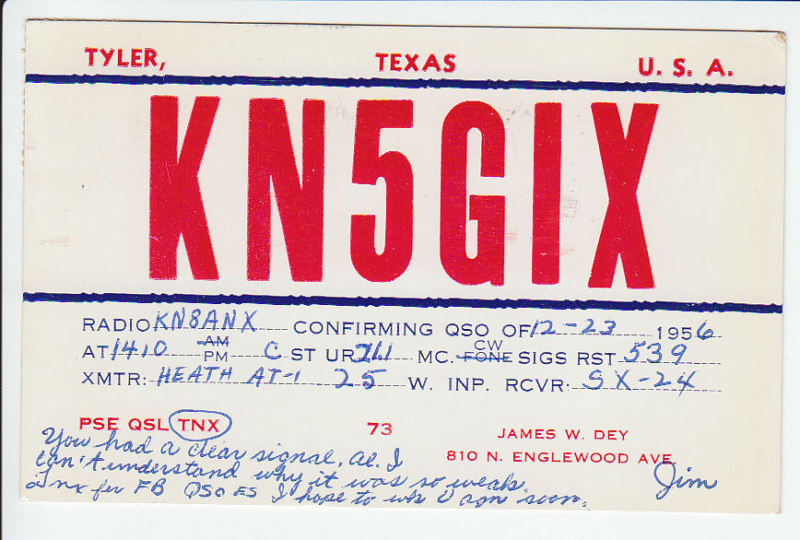 TYLER, TEXAS U. S. A.
KN5GIX
RADIO KN8ANX CONFIRMING QSO OF 12-23 1956
AT 1410 AM PM C ST UR 7.1 MC. CW FONE SIGS RST 539
XMTR: HEATH AT-1 25 W. INP. RCVR: SX-24
PSE QSL TNX 73 JAMES W. DEY
810 N. ENGLEWOOD AVE.
You had a clear signal, Al. I
can't understand why it was so weak.
Tnx fer FB QSO ES I hope to wk U agn soon.
Jim